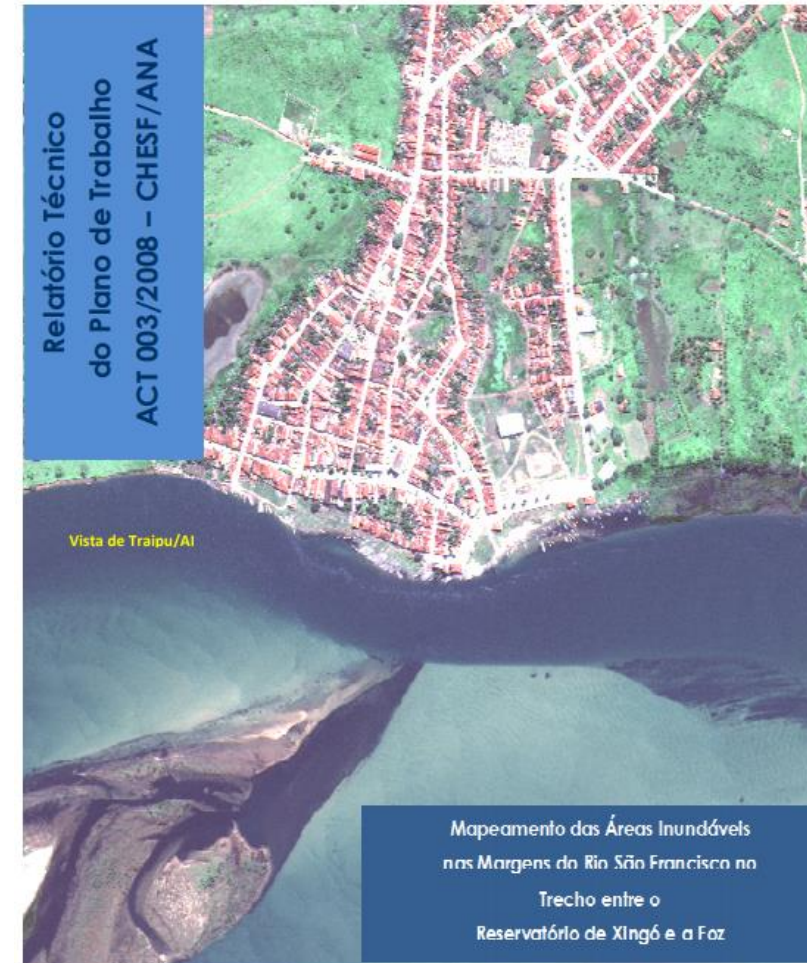 Relatório Técnico
do Plano de Trabalho
ACT 003/2008 – CHESF/ANA
Vista de Traipu/Al
Mapeamento das Áreas Inundáveis
nas Margens do Rio São Francisco no
Trecho entre o
Reservatório de Xingó e a Foz